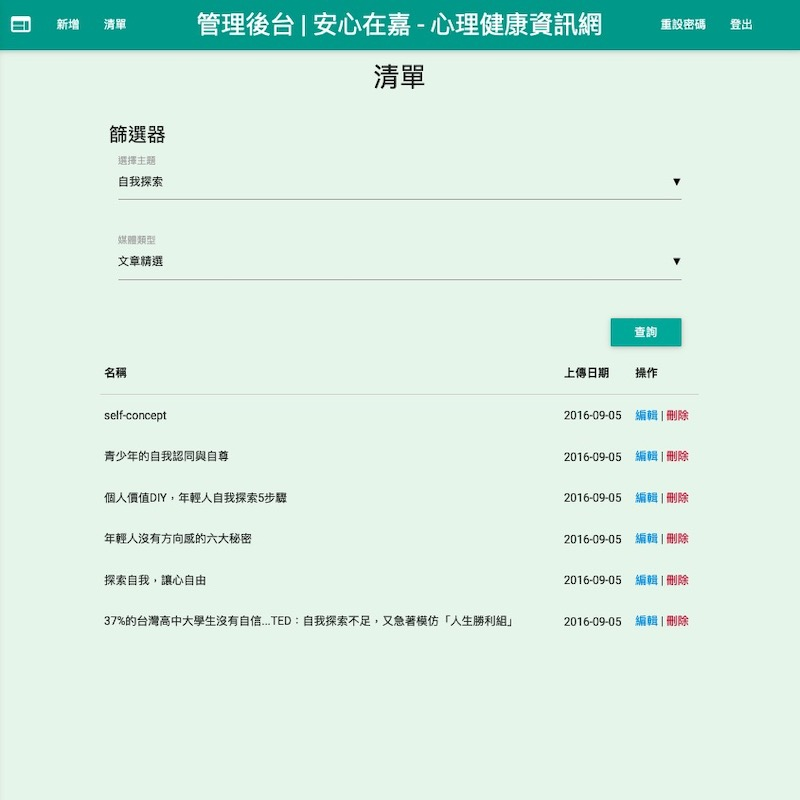 新增 清單 管理後台 | 安心在嘉 - 心理健康資訊網 重設密碼 登出
清單
篩選器
選擇主題
自我探索 ▼
媒體類型
文章精選 ▼
查詢
名稱 上傳日期 操作
self-concept 2016-09-05 編輯 | 刪除
青少年的自我認同與自尊 2016-09-05 編輯 | 刪除
個人價值DIY，年輕人自我探索5步驟 2016-09-05 編輯 | 刪除
年輕人沒有方向感的六大秘密 2016-09-05 編輯 | 刪除
探索自我，讓心自由 2016-09-05 編輯 | 刪除
37%的台灣高中大學生沒有自信...TED：自我探索不足，又急著模仿「人生勝利組」 2016-09-05 編輯 | 刪除